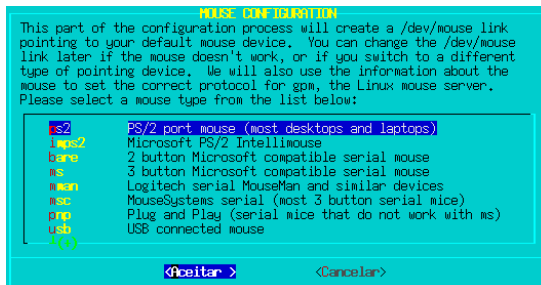 MOUSE CONFIGURATION
This part of the configuration process will create a /dev/mouse link
pointing to your default mouse device.  You can change the /dev/mouse
link later if the mouse doesn't work, or if you switch to a different
type of pointing device.  We will also use the information about the
mouse to set the correct protocol for gpm, the Linux mouse server.
Please select a mouse type from the list below:
ps2 PS/2 port mouse (most desktops and laptops)
imps2 Microsoft PS/2 Intellimouse
bare 2 button Microsoft compatible serial mouse
ms 3 button Microsoft compatible serial mouse
mman Logitech serial MouseMan and similar devices
msc MouseSystems serial (most 3 button serial mice)
pnp Plug and Play (serial mice that do not work with ms)
usb USB connected mouse
(+)
<Aceitar > <Cancelar>